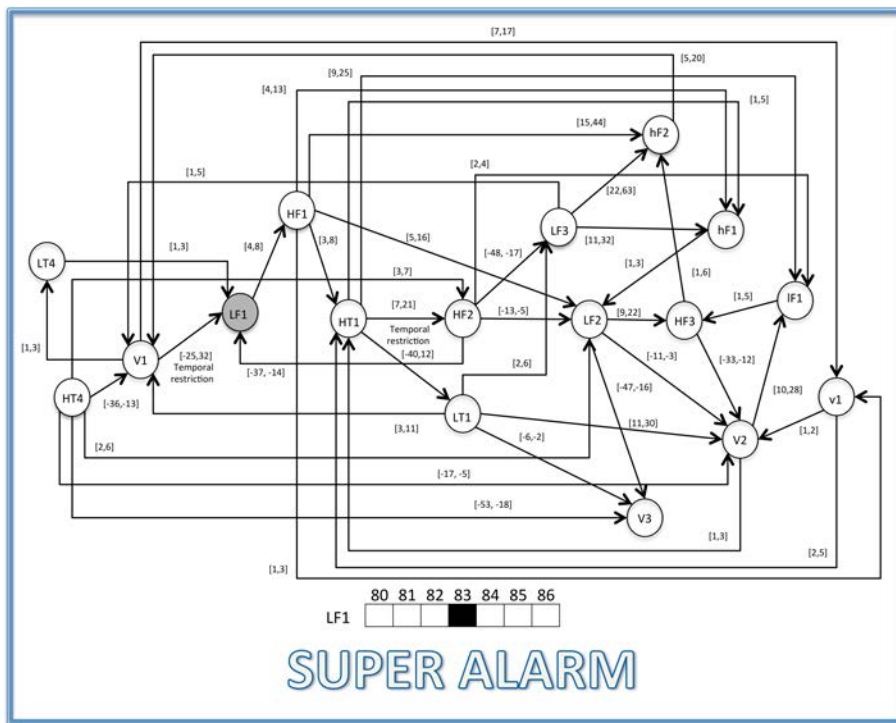 [7,17]
[5,20]
[9,25]
[4,13]
[1,5]
[15,44]
hF2
[2,4]
[1,5]
[22,63]
HF1
LF3
hF1
[5,16]
[1,3]
[4,8]
[3,8]
[-48, -17]
[11,32]
LT4
[3,7]
[1,3]
[1,6]
lF1
LF1
HT1
[7,21]
HF2
[-13,-5]
LF2
[9,22]
HF3
[1,5]
Temporal
restriction
[1,3]
V1
[-25,32]
Temporal
restriction
[-37, -14]
[-40,12]
[2,6]
[-11,-3]
[-33,-12]
[-47,-16]
[10,28]
HT4
[-36,-13]
LT1
[11,30]
v1
[3,11]
[-6,-2]
V2
[1,2]
[2,6]
[-17, -5]
[-53, -18]
V3
[1,3]
[1,3]
[2,5]
80 81 82 83 84 85 86
LF1
SUPER ALARM